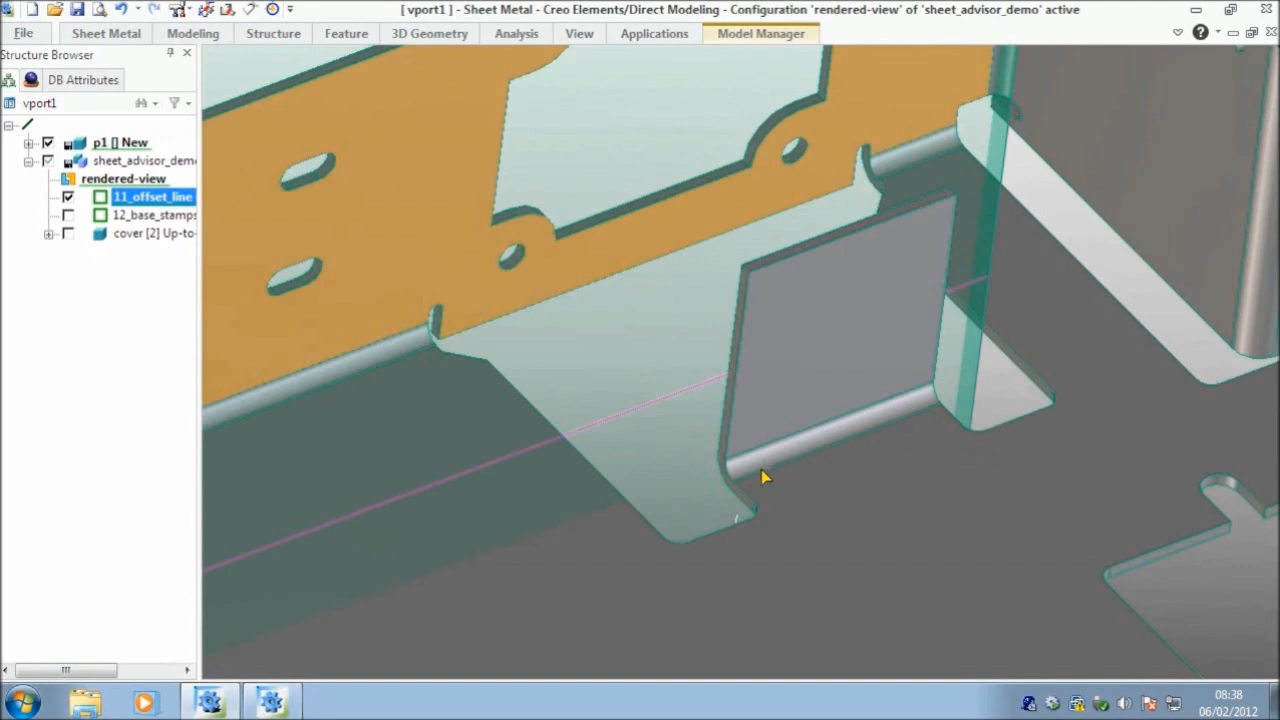 [ vport1 ] - Sheet Metal - Creo Elements/Direct Modeling - Configuration 'rendered-view' of 'sheet_advisor_demo' active
File Sheet Metal Modeling Structure Feature 3D Geometry Analysis View Applications Model Manager
Structure Browser
DB Attributes
vport1
p1 [] New
sheet_advisor_demo
rendered-view
11_offset_line
12_base_stamps
cover [2] Up-to-
08:38
06/02/2012